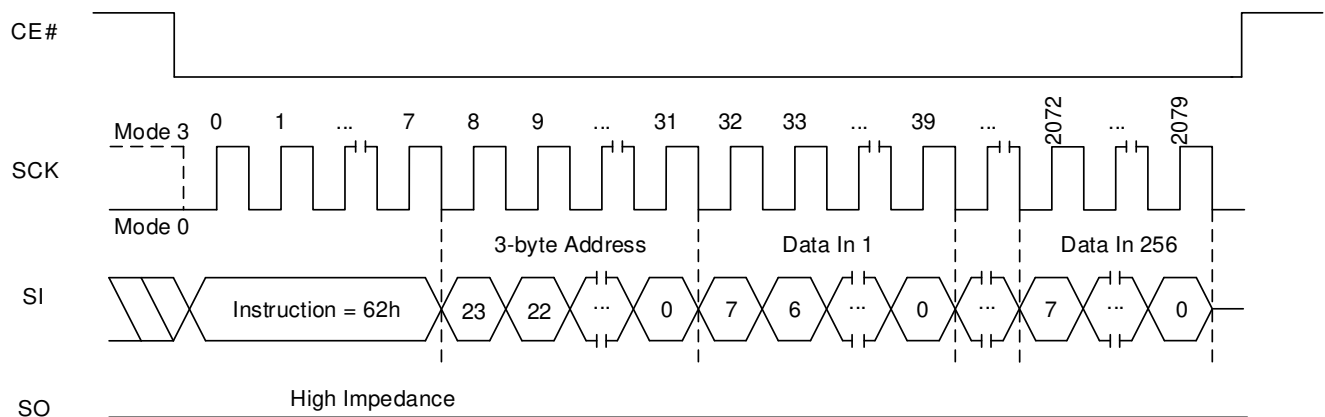 CE#
0 1 ... 7 8 9 ... 31 32 33 ... 39 ... 2072 ... 2079
Mode 3
SCK
Mode 0
3-byte Address Data In 1 Data In 256
SI Instruction = 62h 23 22 ... 0 7 6 ... 0 ... 7 ... 0
High Impedance
SO